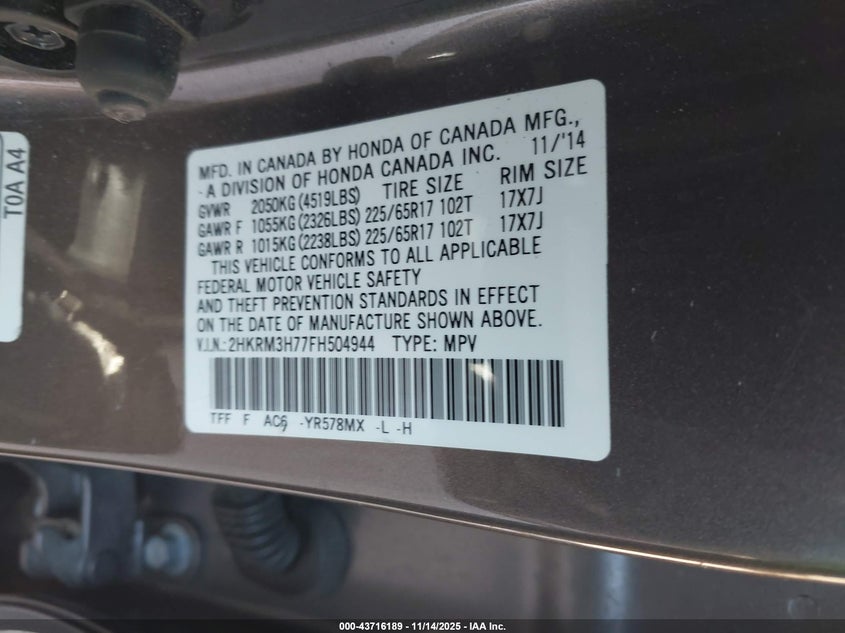 T0A A4
MFD. IN CANADA BY HONDA OF CANADA MFG.,
- A DIVISION OF HONDA CANADA INC. 11/'14
GVWR 2050KG(4519LBS) TIRE SIZE RIM SIZE
GAWR F 1055KG(2326LBS) 225/65R17 102T 17X7J
GAWR R 1015KG(2238LBS) 225/65R17 102T 17X7J
THIS VEHICLE CONFORMS TO ALL APPLICABLE
FEDERAL MOTOR VEHICLE SAFETY
AND THEFT PREVENTION STANDARDS IN EFFECT
ON THE DATE OF MANUFACTURE SHOWN ABOVE.
V.I.N.: 2HKRM3H77FH504944 TYPE: MPV
TFF F AC6 -YR578MX -L -H
000-43716189 - 11/14/2025 - IAA Inc.